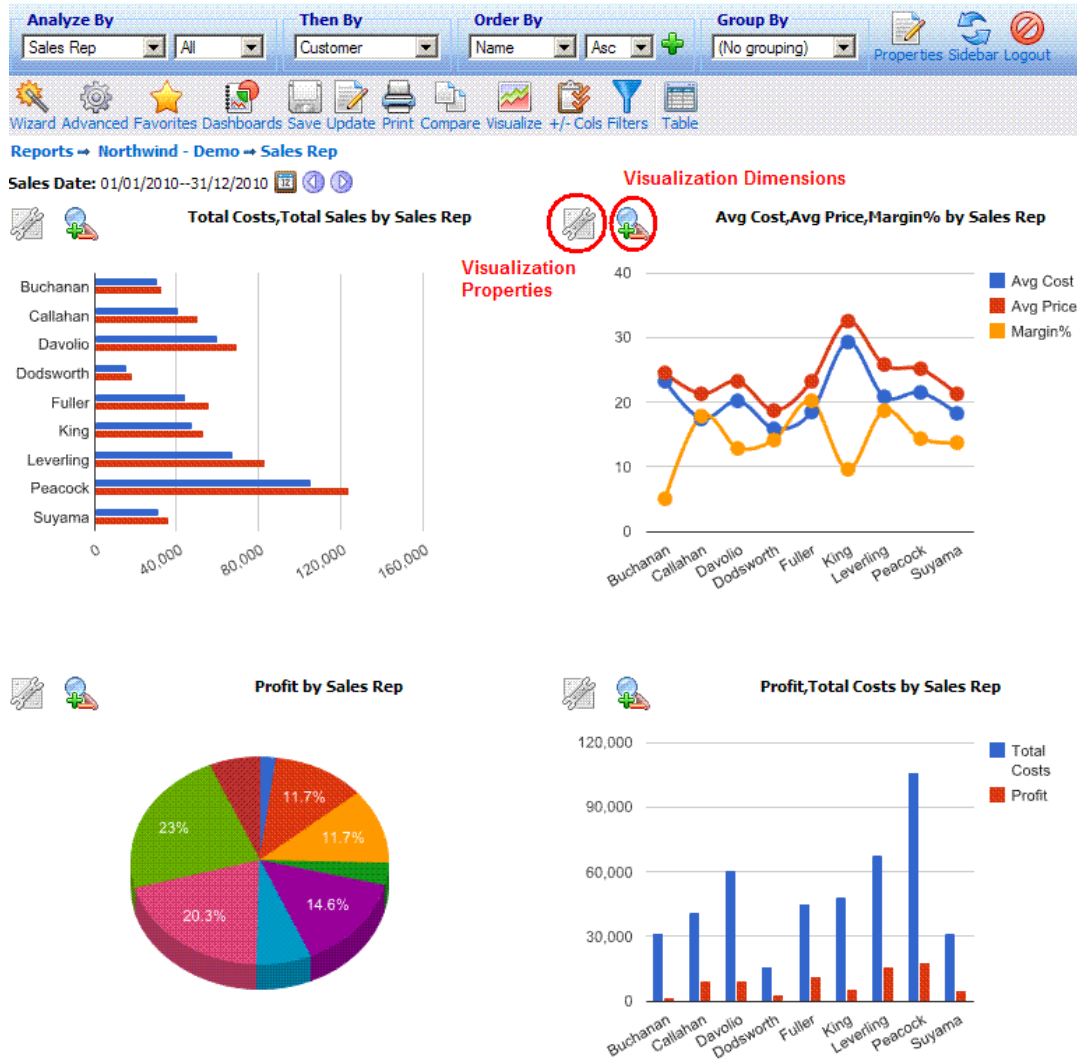 Analyze By Then By Order By Group By
Sales Rep All Customer Name Asc (No grouping)
Properties Sidebar Logout
Wizard Advanced Favorites Dashboards Save Update Print Compare Visualize +/- Cols Filters Table
Reports → Northwind - Demo → Sales Rep
Sales Date: 01/01/2010--31/12/2010 12
Visualization Dimensions
Total Costs,Total Sales by Sales Rep
Visualization
Properties
Buchanan
Callahan
Davolio
Dodsworth
Fuller
King
Leverling
Peacock
Suyama
0 40,000 80,000 120,000 160,000
Avg Cost,Avg Price,Margin% by Sales Rep
40
30
20
10
0
Avg Cost
Avg Price
Margin%
Buchanan Callahan Davolio Dodsworth Fuller King Leverling Peacock Suyama
Profit by Sales Rep
11.7%
11.7%
14.6%
20.3%
23%
Profit,Total Costs by Sales Rep
120,000
90,000
60,000
30,000
0
Total
Costs
Profit
Buchanan Callahan Davolio Dodsworth Fuller King Leverling Peacock Suyama